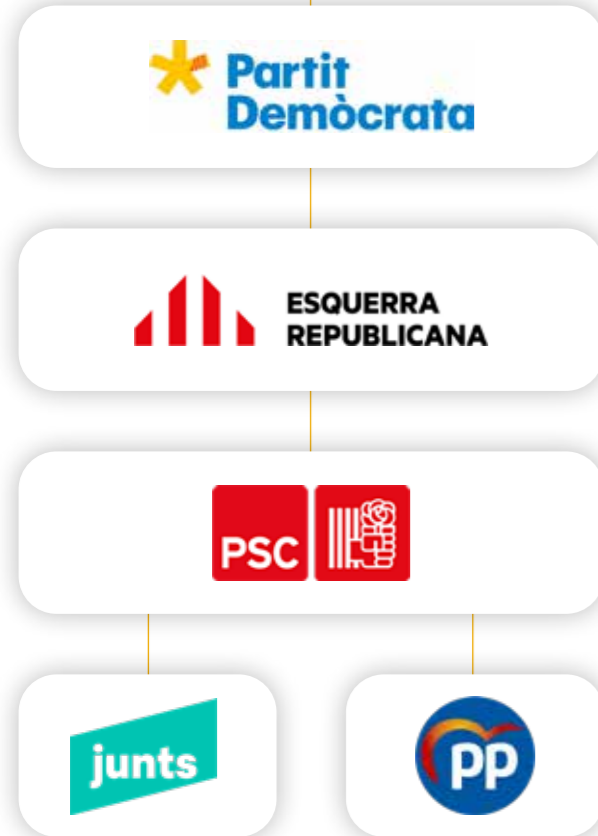 Partit
Demòcrata
ESQUERRA
REPUBLICANA
PSC
junts
pp